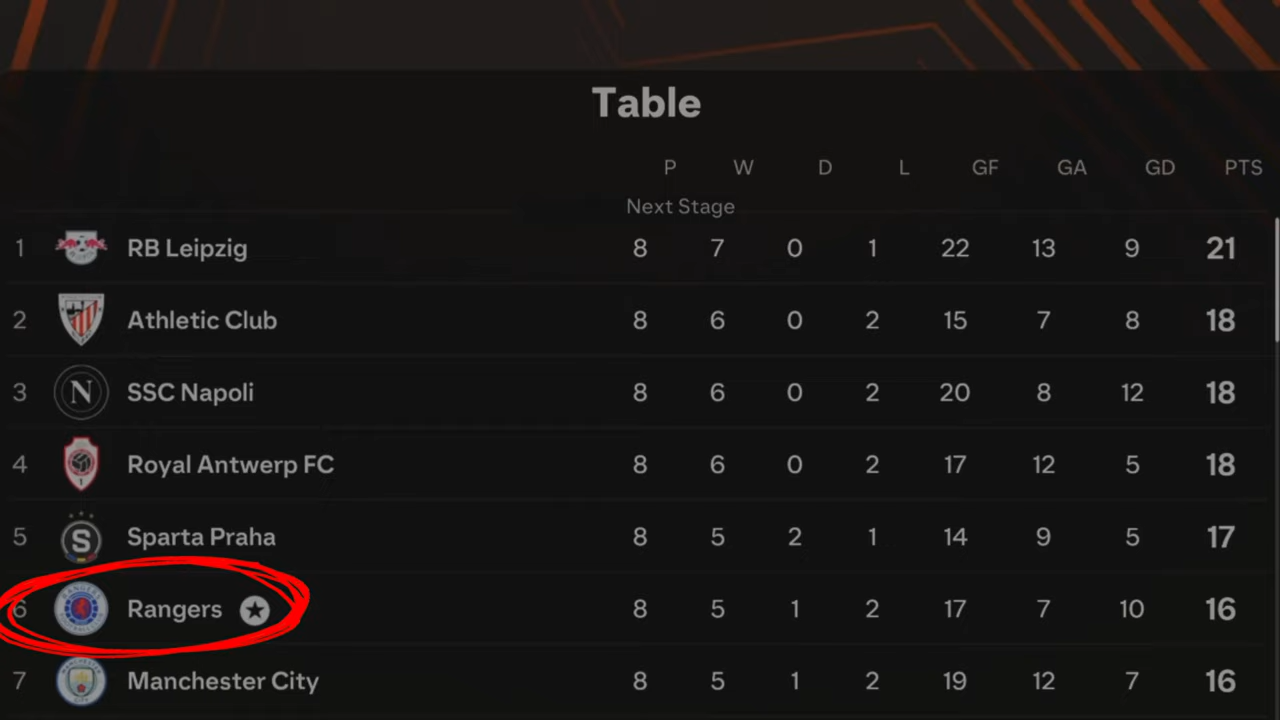 Table
P W D L GF GA GD PTS
Next Stage
1 RB Leipzig 8 7 0 1 22 13 9 21
2 Athletic Club 8 6 0 2 15 7 8 18
3 N SSC Napoli 8 6 0 2 20 8 12 18
4 1 Royal Antwerp FC 8 6 0 2 17 12 5 18
5 S Sparta Praha 8 5 2 1 14 9 5 17
6 RANGERS Rangers 8 5 1 2 17 7 10 16
7 MANCHESTER CITY Manchester City 8 5 1 2 19 12 7 16